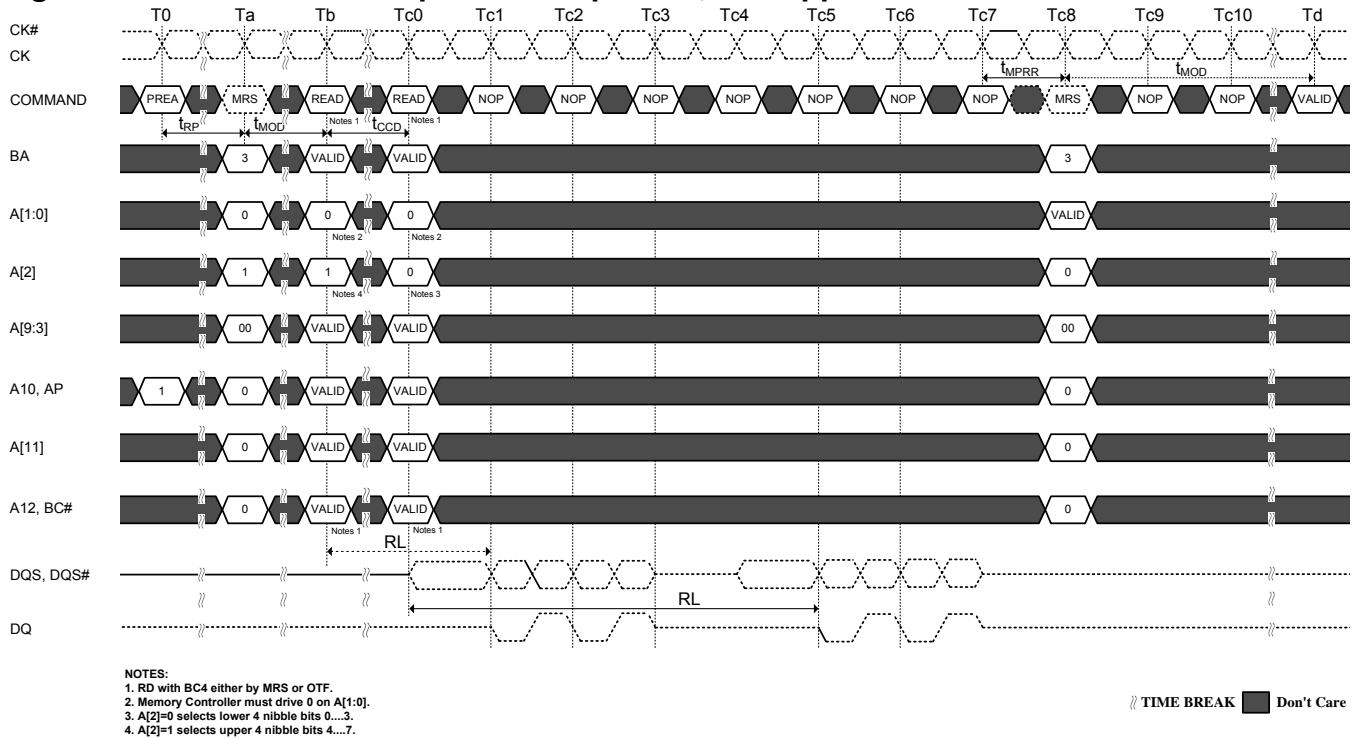 T0 Ta Tb Tc0 Tc1 Tc2 Tc3 Tc4 Tc5 Tc6 Tc7 Tc8 Tc9 Tc10 Td
CK#
CK
tMPRR tMOD
COMMAND PREA MRS READ READ NOP NOP NOP NOP NOP NOP NOP MRS NOP NOP VALID
Notes 1 Notes 1
tRP tMOD tCCD
BA 3 VALID VALID 3
A[1:0] 0 0 0 VALID
Notes 2 Notes 2
A[2] 1 1 0 0
Notes 4 Notes 3
A[9:3] 00 VALID VALID 00
A10, AP 1 0 VALID VALID 0
A[11] 0 VALID VALID 0
A12, BC# 0 VALID VALID 0
Notes 1 Notes 1
RL
DQS, DQS#
RL
DQ
NOTES:
1. RD with BC4 either by MRS or OTF.
2. Memory Controller must drive 0 on A[1:0].
3. A[2]=0 selects lower 4 nibble bits 0....3.
4. A[2]=1 selects upper 4 nibble bits 4....7.
TIME BREAK Don't Care